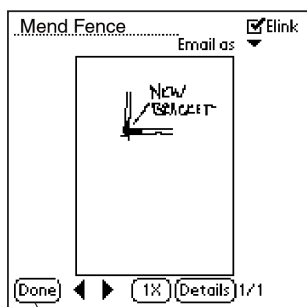 Mend Fence
Elink
Email as
NEW
BRACKET
Done
1X
Details
1/1